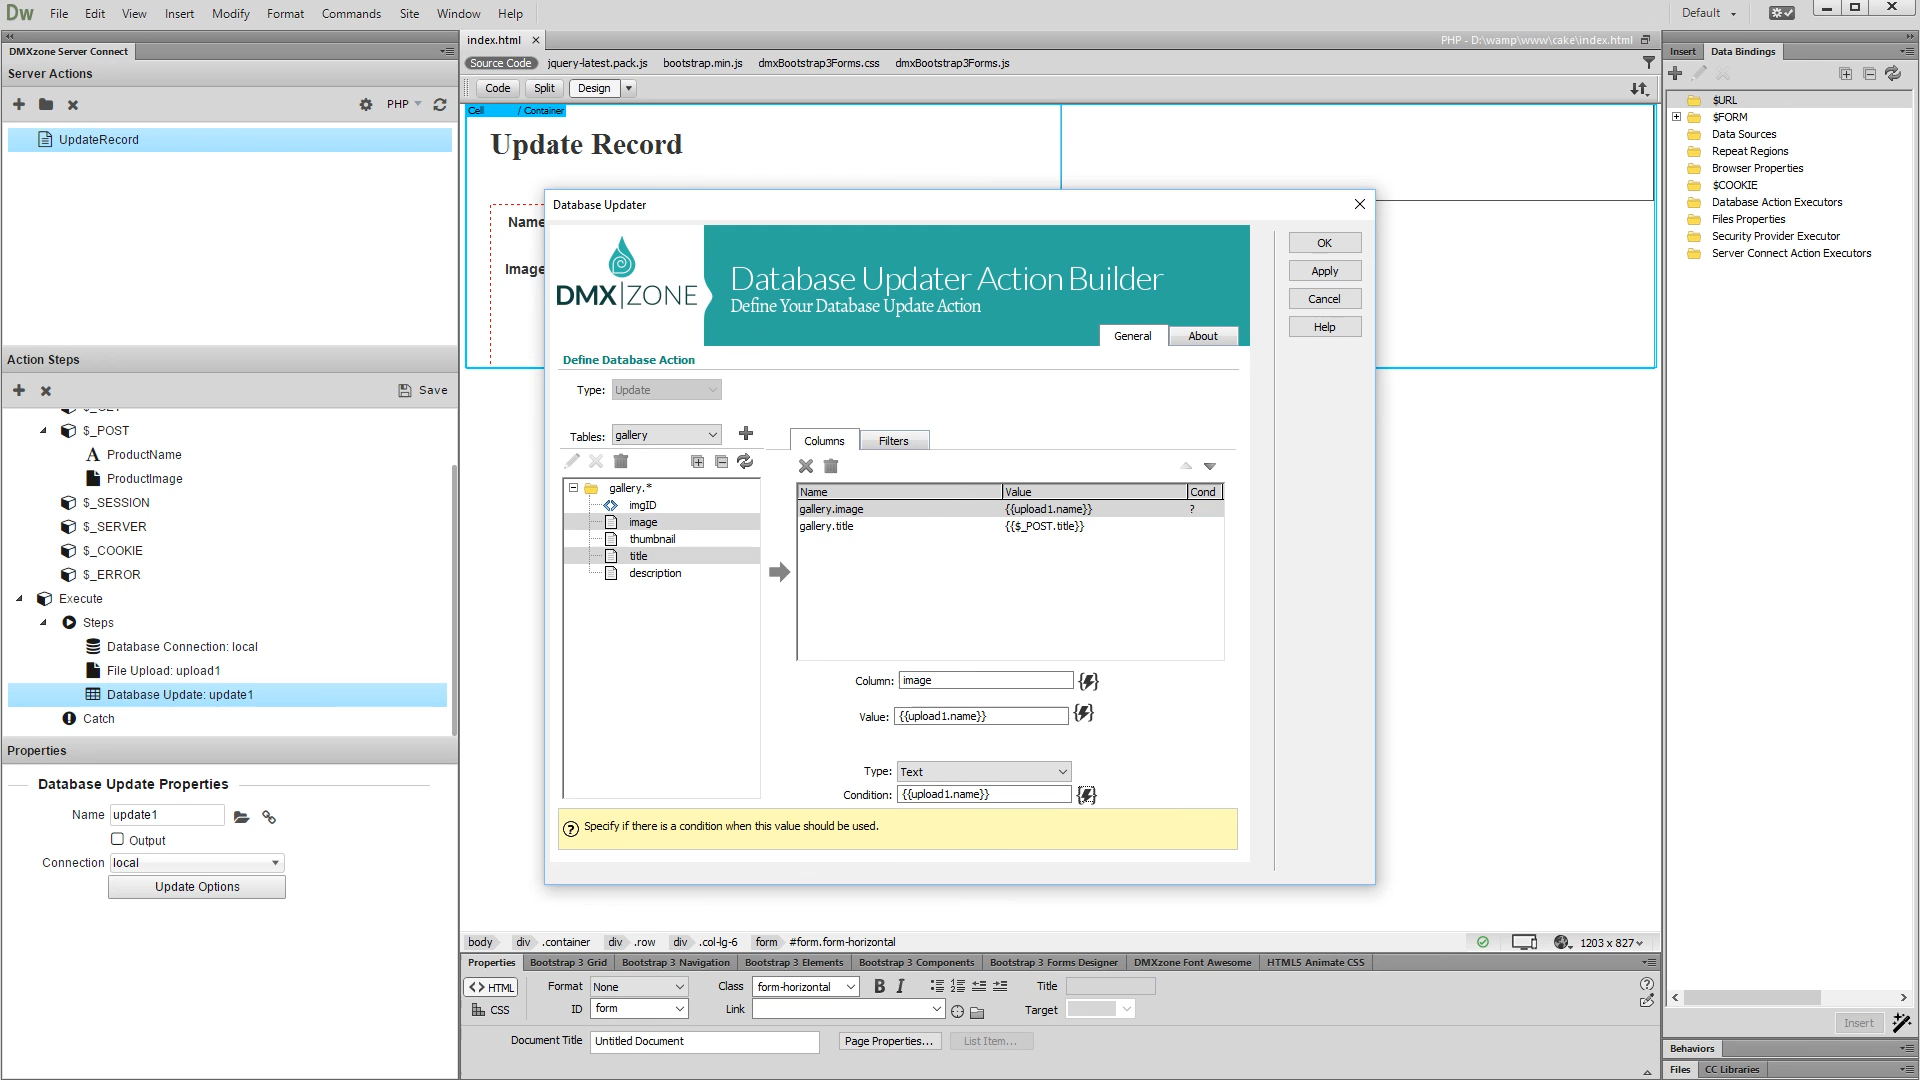 Dw File Edit View Insert Modify Format Commands Site Window Help Default
DMXzone Server Connect
Server Actions
PHP
UpdateRecord
Action Steps
Save
$_POST
ProductName
ProductImage
$_SESSION
$_SERVER
$_COOKIE
$_ERROR
Execute
Steps
Database Connection: local
File Upload: upload1
Database Update: update1
Catch
Properties
Database Update Properties
Name update1
Output
Connection local
Update Options
index.html PHP - D:\wamp\www\cake\index.html
Source Code jquery-latest.pack.js bootstrap.min.js dmxBootstrap3Forms.css dmxBootstrap3Forms.js
Code Split Design
Cell / Container
Update Record
Name
Image
Database Updater
DMX|ZONE
Database Updater Action Builder
Define Your Database Update Action
General About
OK
Apply
Cancel
Help
Define Database Action
Type: Update
Tables: gallery
Columns Filters
gallery.*
imgID
image
thumbnail
title
description
Name Value Cond
gallery.image {{upload1.name}} ?
gallery.title {{$_POST.title}}
Column: image
Value: {{upload1.name}}
Type: Text
Condition: {{upload1.name}}
Specify if there is a condition when this value should be used.
body div .container div .row div .col-lg-6 form #form.form-horizontal 1203 x 827
Properties Bootstrap 3 Grid Bootstrap 3 Navigation Bootstrap 3 Elements Bootstrap 3 Components Bootstrap 3 Forms Designer DMXzone Font Awesome HTML5 Animate CSS
<> HTML Format None Class form-horizontal B I Title
CSS ID form Link Target
Document Title Untitled Document Page Properties... List Item...
Insert Data Bindings
$URL
$FORM
Data Sources
Repeat Regions
Browser Properties
$COOKIE
Database Action Executors
Files Properties
Security Provider Executor
Server Connect Action Executors
Insert
Behaviors
Files CC Libraries